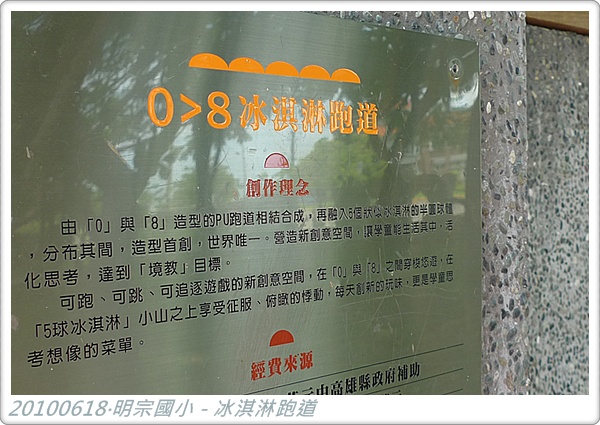 0>8冰淇淋跑道
創作理念
由「0」與「8」造型的PU跑道相結合成,再融入5個狀似冰淇淋的半圓球體
,分布其間,造型首創,世界唯一。營造新創意空間,讓學童能生活其中,活
化思考,達到「境教」目標。
可跑、可跳、可追逐遊戲的新創意空間,在「0」與「8」之間穿梭悠遊,在
「5球冰淇淋」小山之上享受征服、俯瞰的悸動,每天創新的玩味,更是學童思
考想像的菜單。
經費來源
元由高雄縣政府補助
20100618‧明宗國小 - 冰淇淋跑道